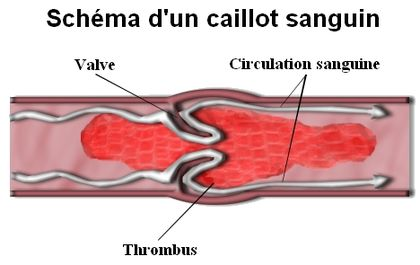 Schéma d'un caillot sanguin
Valve
Circulation sanguine
Thrombus